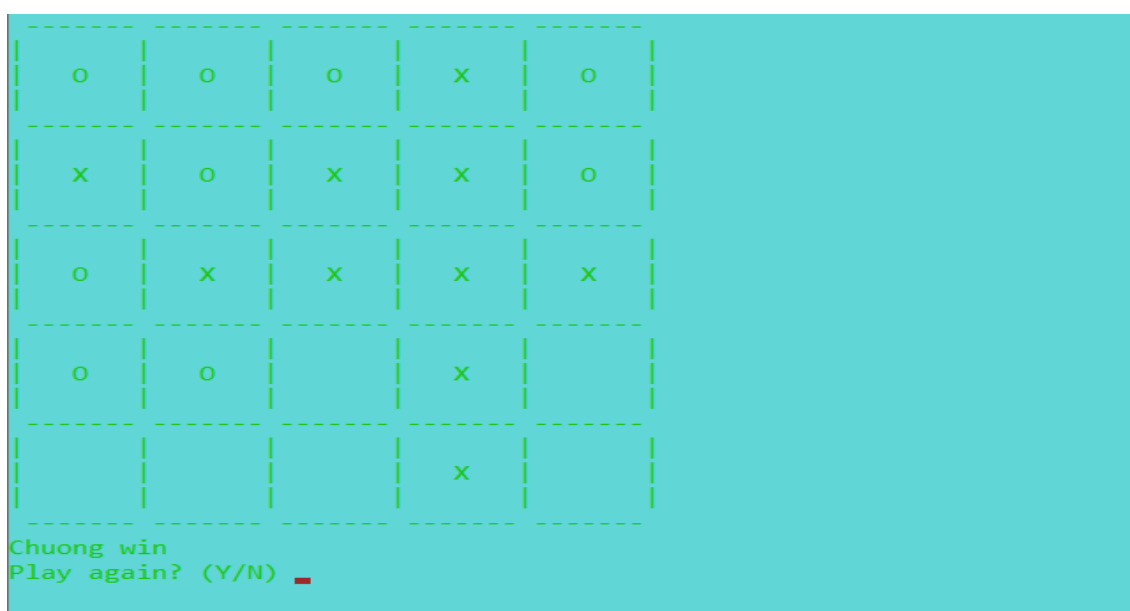 O O O X O
X O X X O
O X X X X
O O X
X
Chuong win
Play again? (Y/N)